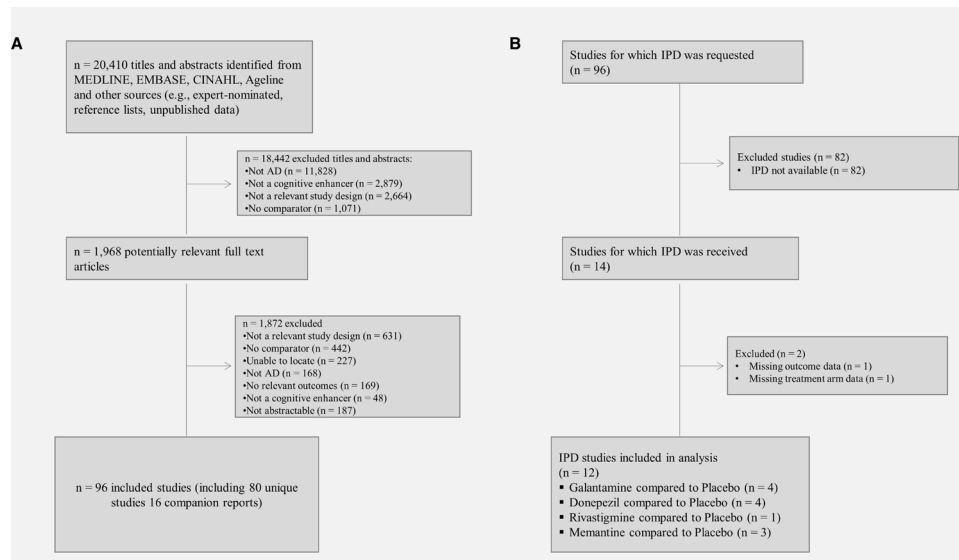 A
n = 20,410 titles and abstracts identified from
MEDLINE, EMBASE, CINAHL, Ageline
and other sources (e.g., expert-nominated,
reference lists, unpublished data)
n = 18,442 excluded titles and abstracts:
•Not AD (n = 11,828)
•Not a cognitive enhancer (n = 2,879)
•Not a relevant study design (n = 2,664)
•No comparator (n = 1,071)
n = 1,968 potentially relevant full text
articles
n = 1,872 excluded
•Not a relevant study design (n = 631)
•No comparator (n = 442)
•Unable to locate (n = 227)
•Not AD (n = 168)
•No relevant outcomes (n = 169)
•Not a cognitive enhancer (n = 48)
•Not abstractable (n = 187)
n = 96 included studies (including 80 unique
studies 16 companion reports)
B
Studies for which IPD was requested
(n = 96)
Excluded studies (n = 82)
• IPD not available (n = 82)
Studies for which IPD was received
(n = 14)
Excluded (n = 2)
• Missing outcome data (n = 1)
• Missing treatment arm data (n = 1)
IPD studies included in analysis
(n = 12)
▪ Galantamine compared to Placebo (n = 4)
▪ Donepezil compared to Placebo (n = 4)
▪ Rivastigmine compared to Placebo (n = 1)
▪ Memantine compared to Placebo (n = 3)